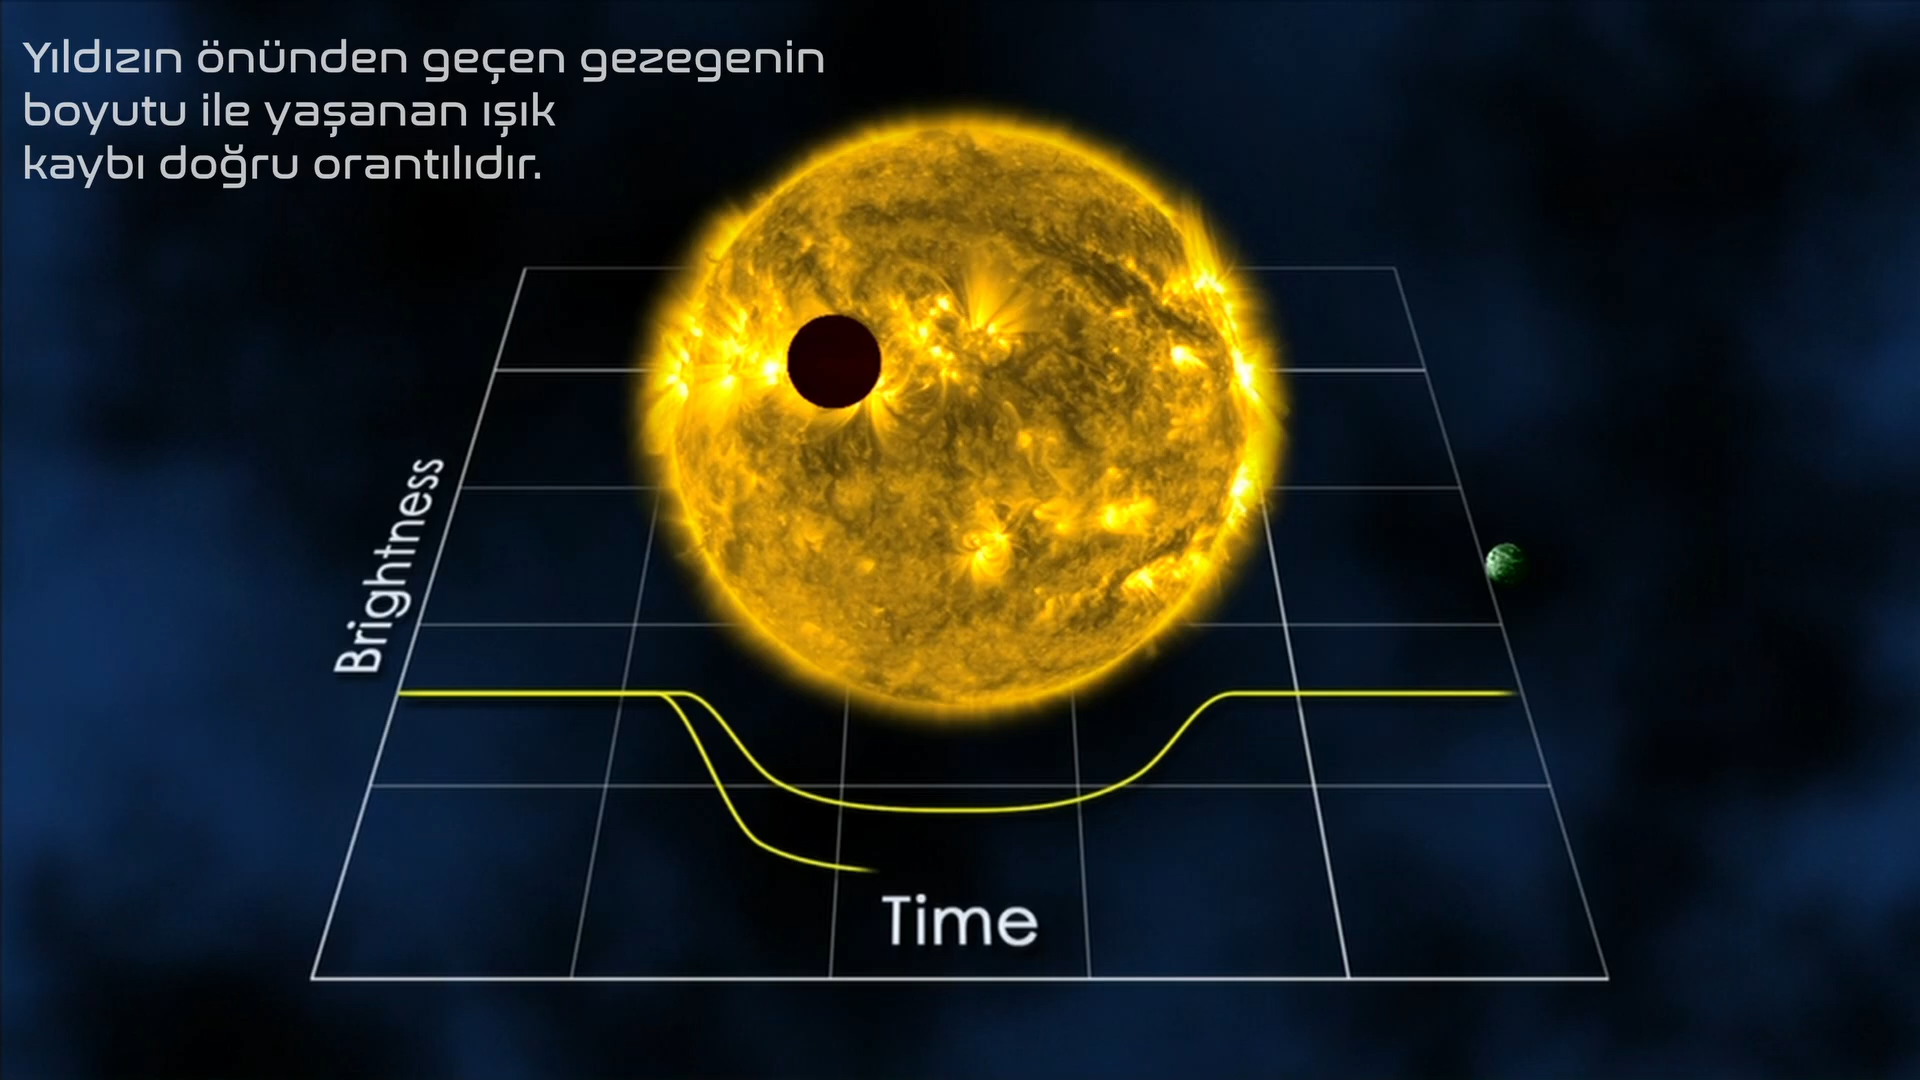 Yıldızın önünden geçen gezegenin
boyutu ile yaşanan ışık
kaybı doğru orantılıdır.
Brightness
Time